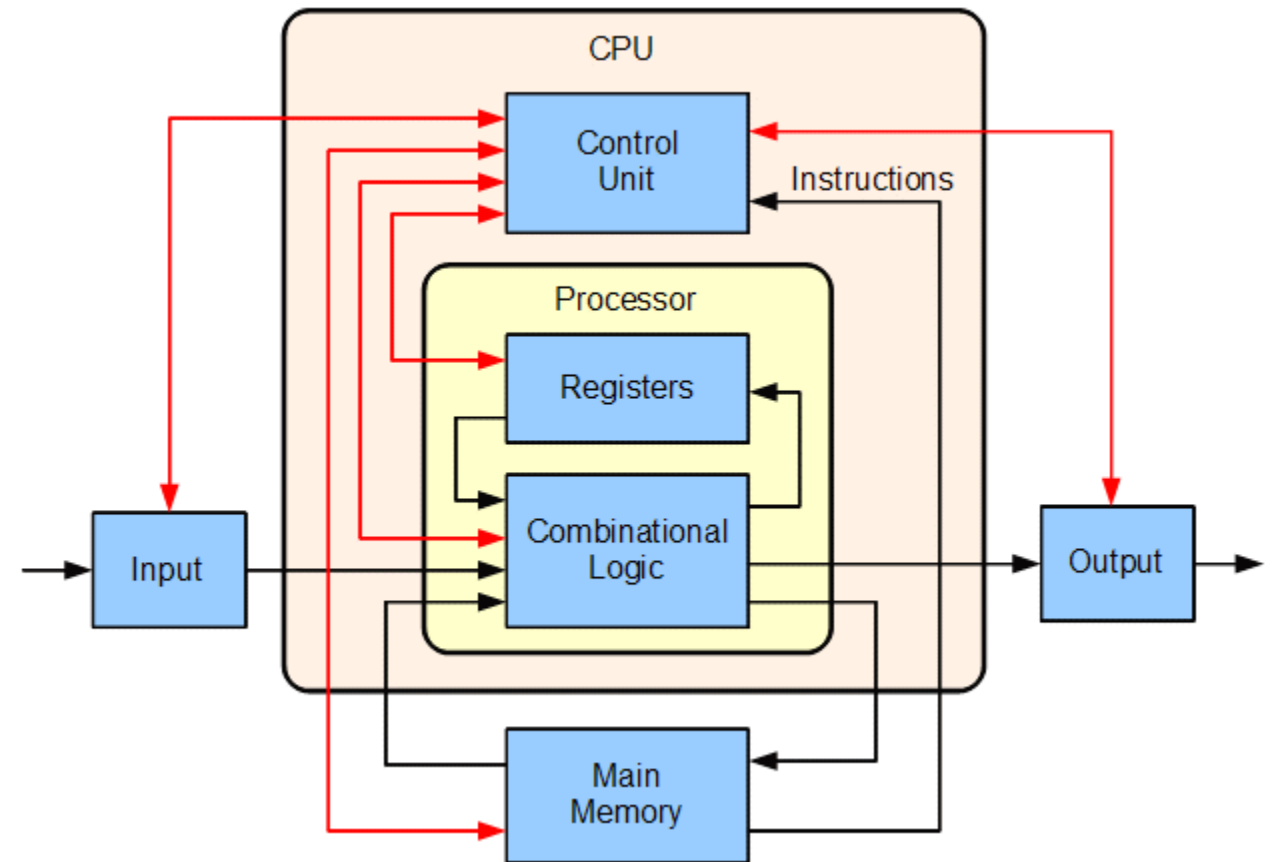 CPU
Control
Unit
Instructions
Processor
Registers
Combinational
Logic
Input
Output
Main
Memory